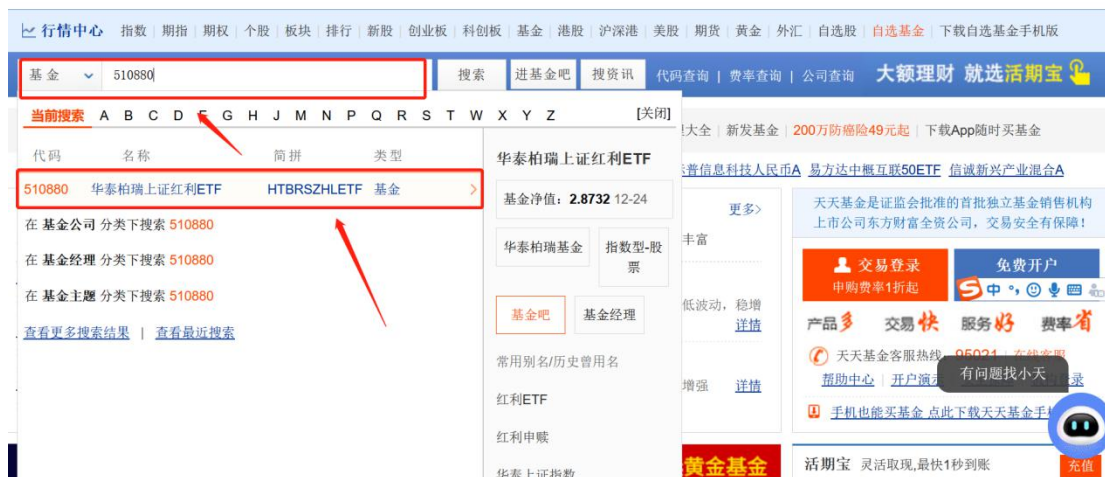 行情中心 指数 期指 期权 个股 板块 排行 新股 创业板 科创板 基金 港股 沪深港 美股 期货 黄金 外汇 自选股 自选基金 下载自选基金手机版
基金 510880 搜索 进基金吧 搜资讯 代码查询 | 费率查询 | 公司查询 大额理财 就选活期宝
当前搜索 A B C D F G H J M N P Q R S T W X Y Z [关闭]
大全 新发基金 200万防癌险49元起 下载App随时买基金
代码 名称 简拼 类型
510880 华泰柏瑞上证红利ETF HTBRSZHLETF 基金 >
在 基金公司 分类下搜索 510880
在 基金经理 分类下搜索 510880
在 基金主题 分类下搜索 510880
查看更多搜索结果 | 查看最近搜索
华泰柏瑞上证红利ETF
基金净值：2.8732 12-24
华泰柏瑞基金 指数型-股票
基金吧 基金经理
常用别名/历史曾用名
红利ETF
红利申赎
华泰上证指数
普信息科技人民币A 易方达中概互联50ETF 信诚新兴产业混合A
更多>
丰富
低波动，稳增
详情
增强 详情
黄金基金
天天基金是证监会批准的首批独立基金销售机构
上市公司东方财富全资公司，交易安全有保障！
交易登录 免费开户
申购费率1折起
中
产品多 交易快 服务好 费率省
天天基金客服热线：95021 | 在线客服
帮助中心 | 开户演示 录
有问题找小天
手机也能买基金 点此下载天天基金手机
活期宝 灵活取现,最快1秒到账 充值